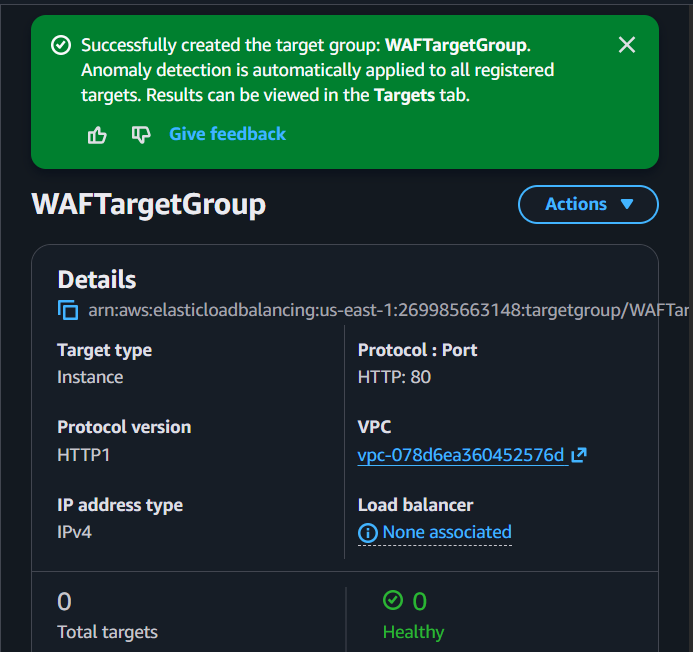 Successfully created the target group: WAFTargetGroup.
Anomaly detection is automatically applied to all registered
targets. Results can be viewed in the Targets tab.
Give feedback
WAFTargetGroup
Actions
Details
arn:aws:elasticloadbalancing:us-east-1:269985663148:targetgroup/WAFTar
Target type
Instance
Protocol : Port
HTTP: 80
Protocol version
HTTP1
VPC
vpc-078d6ea360452576d
IP address type
IPv4
Load balancer
None associated
0
Total targets
0
Healthy